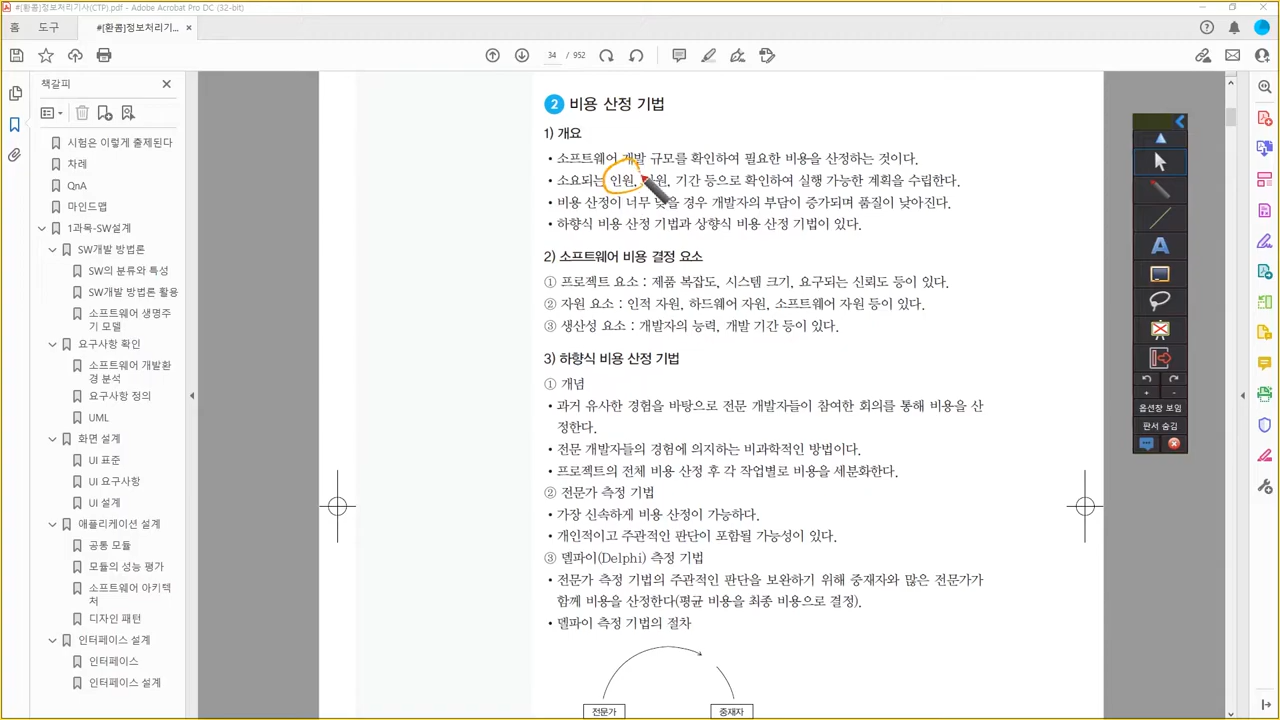 #[환콤]정보처리기사(CTP).pdf - Adobe Acrobat Pro DC (32-bit)
홈 도구 #[환콤]정보처리기... ×
34 / 952
책갈피
시험은 이렇게 출제된다
차례
QnA
마인드맵
1과목-SW설계
SW개발 방법론
SW의 분류와 특성
SW개발 방법론 활용
소프트웨어 생명주
기 모델
요구사항 확인
소프트웨어 개발환
경 분석
요구사항 정의
UML
화면 설계
UI 표준
UI 요구사항
UI 설계
애플리케이션 설계
공통 모듈
모듈의 성능 평가
소프트웨어 아키텍
처
디자인 패턴
인터페이스 설계
인터페이스
인터페이스 설계
2 비용 산정 기법
1) 개요
• 소프트웨어 개발 규모를 확인하여 필요한 비용을 산정하는 것이다.
• 소요되는 인원, 기간 등으로 확인하여 실행 가능한 계획을 수립한다.
• 비용 산정이 너무 낮을 경우 개발자의 부담이 증가되며 품질이 낮아진다.
• 하향식 비용 산정 기법과 상향식 비용 산정 기법이 있다.
2) 소프트웨어 비용 결정 요소
① 프로젝트 요소 : 제품 복잡도, 시스템 크기, 요구되는 신뢰도 등이 있다.
② 자원 요소 : 인적 자원, 하드웨어 자원, 소프트웨어 자원 등이 있다.
③ 생산성 요소 : 개발자의 능력, 개발 기간 등이 있다.
3) 하향식 비용 산정 기법
① 개념
• 과거 유사한 경험을 바탕으로 전문 개발자들이 참여한 회의를 통해 비용을 산
정한다.
• 전문 개발자들의 경험에 의지하는 비과학적인 방법이다.
• 프로젝트의 전체 비용 산정 후 각 작업별로 비용을 세분화한다.
② 전문가 측정 기법
• 가장 신속하게 비용 산정이 가능하다.
• 개인적이고 주관적인 판단이 포함될 가능성이 있다.
③ 델파이(Delphi) 측정 기법
• 전문가 측정 기법의 주관적인 판단을 보완하기 위해 중재자와 많은 전문가가
함께 비용을 산정한다(평균 비용을 최종 비용으로 결정).
• 델파이 측정 기법의 절차
전문가 중재자
A
+ -
옵션창 보임
판서 숨김